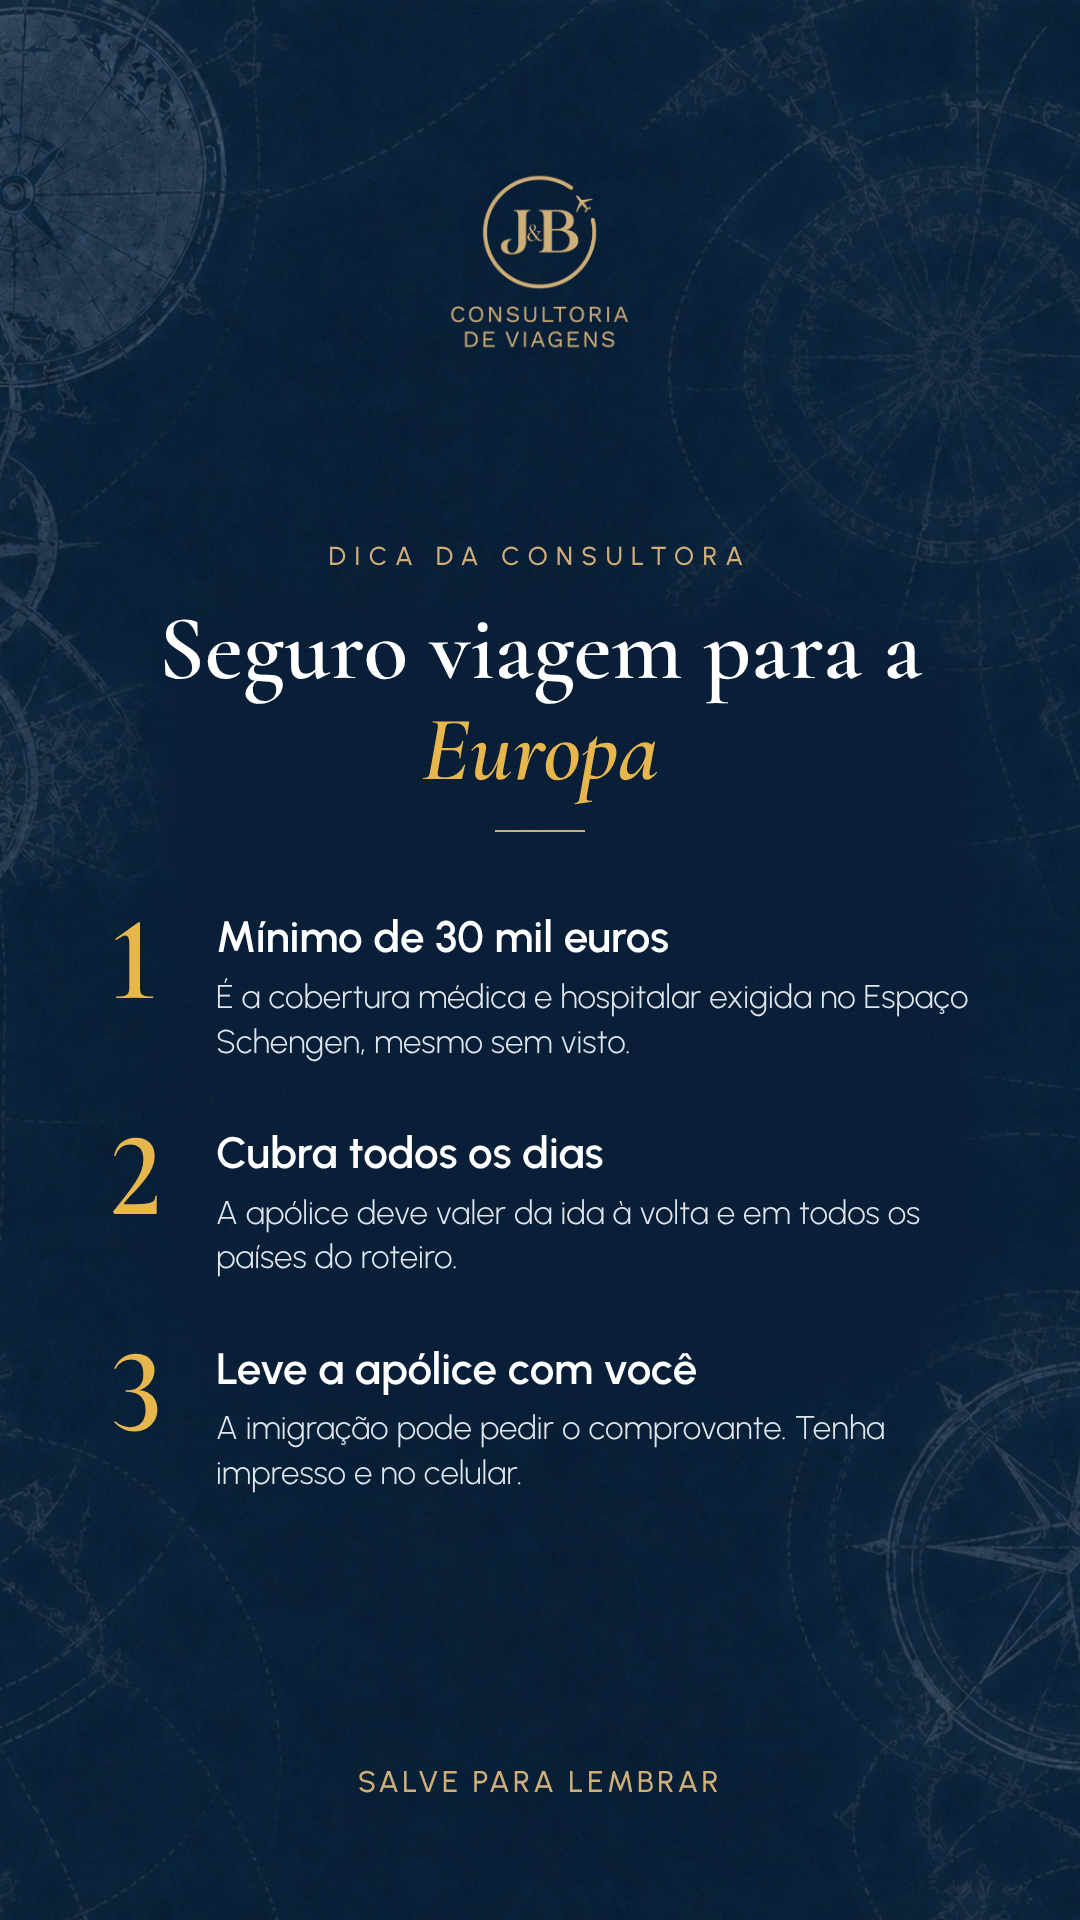 J&B
CONSULTORIA
DE VIAGENS
DICA DA CONSULTORA
Seguro viagem para a
Europa
1
Mínimo de 30 mil euros
É a cobertura médica e hospitalar exigida no Espaço
Schengen, mesmo sem visto.
2
Cubra todos os dias
A apólice deve valer da ida à volta e em todos os
países do roteiro.
3
Leve a apólice com você
A imigração pode pedir o comprovante. Tenha
impresso e no celular.
SALVE PARA LEMBRAR